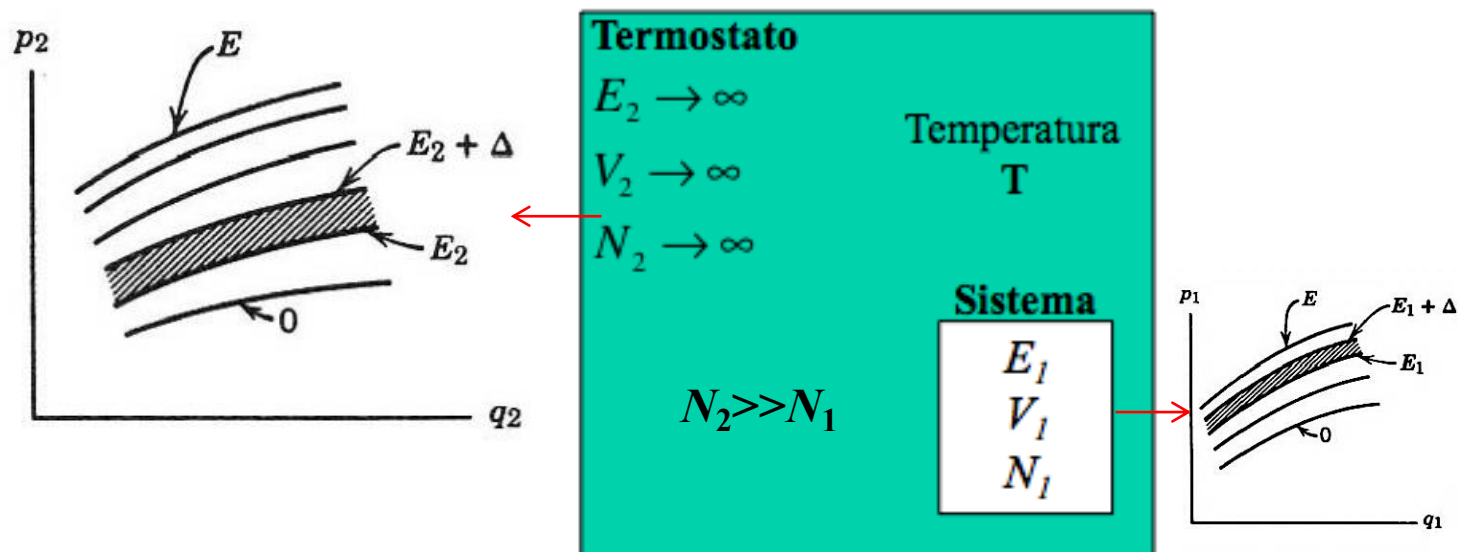 p₂
E
E₂ + Δ
E₂
0
q₂
Termostato
E₂ → ∞
V₂ → ∞
N₂ → ∞
Temperatura
T
N₂>>N₁
Sistema
E₁
V₁
N₁
p₁
E
E₁ + Δ
E₁
0
q₁